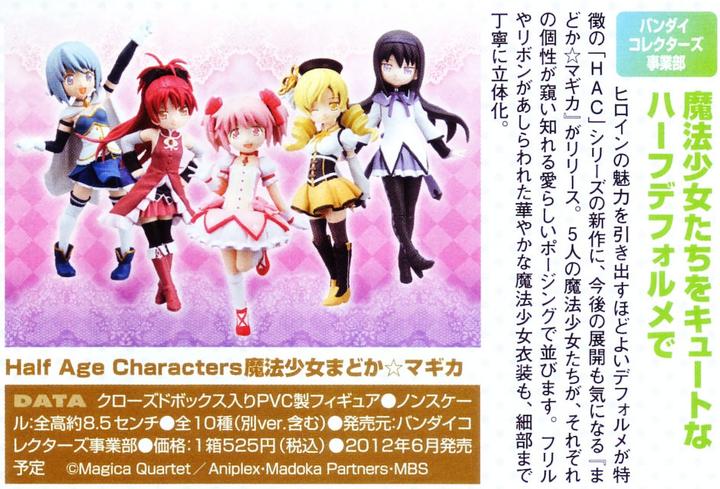 バンダイ
コレクターズ
事業部
魔法少女たちをキュートな
ハーフデフォルメで
ヒロインの魅力を引き出すほどよいデフォルメが特
徴の「HAC」シリーズの新作に、今後の展開も気になる『ま
どか☆マギカ』がリリース。5人の魔法少女たちが、それぞれ
の個性が窺い知れる愛らしいポージングで並びます。フリル
やリボンがあしらわれた華やかな魔法少女衣装も、細部まで
丁寧に立体化。
Half Age Characters魔法少女まどか☆マギカ
DATA クローズドボックス入りPVC製フィギュア●ノンスケー
ル:全高約8.5センチ●全10種(別ver.含む)●発売元:バンダイコ
レクターズ事業部●価格:1箱525円(税込)●2012年6月発売
予定 ©Magica Quartet／Aniplex・Madoka Partners・MBS